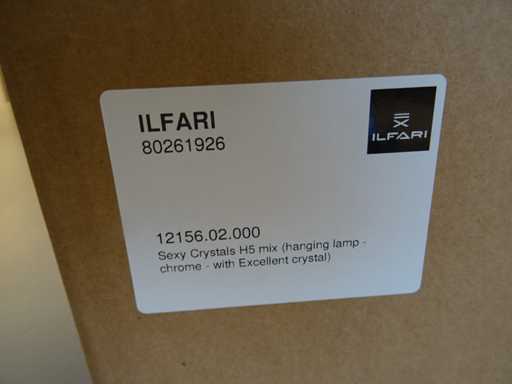 ILFARI
80261926
ILFARI
12156.02.000
Sexy Crystals H5 mix (hanging lamp -
chrome - with Excellent crystal)